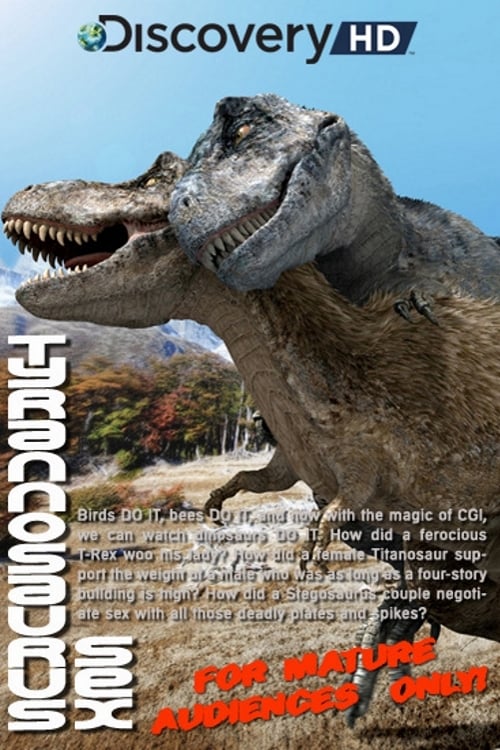 Discovery HD
TYRANNOSAURUS
SEX
Birds DO IT, bees DO IT, and now with the magic of CGI,
we can watch dinosaurs DO IT. How did a ferocious
T-Rex woo his lady? How did a female Titanosaur sup-
port the weight of a male who was as long as a four-story
building is high? How did a Stegosaurus couple negoti-
ate sex with all those deadly plates and spikes?
FOR MATURE
AUDIENCES ONLY!